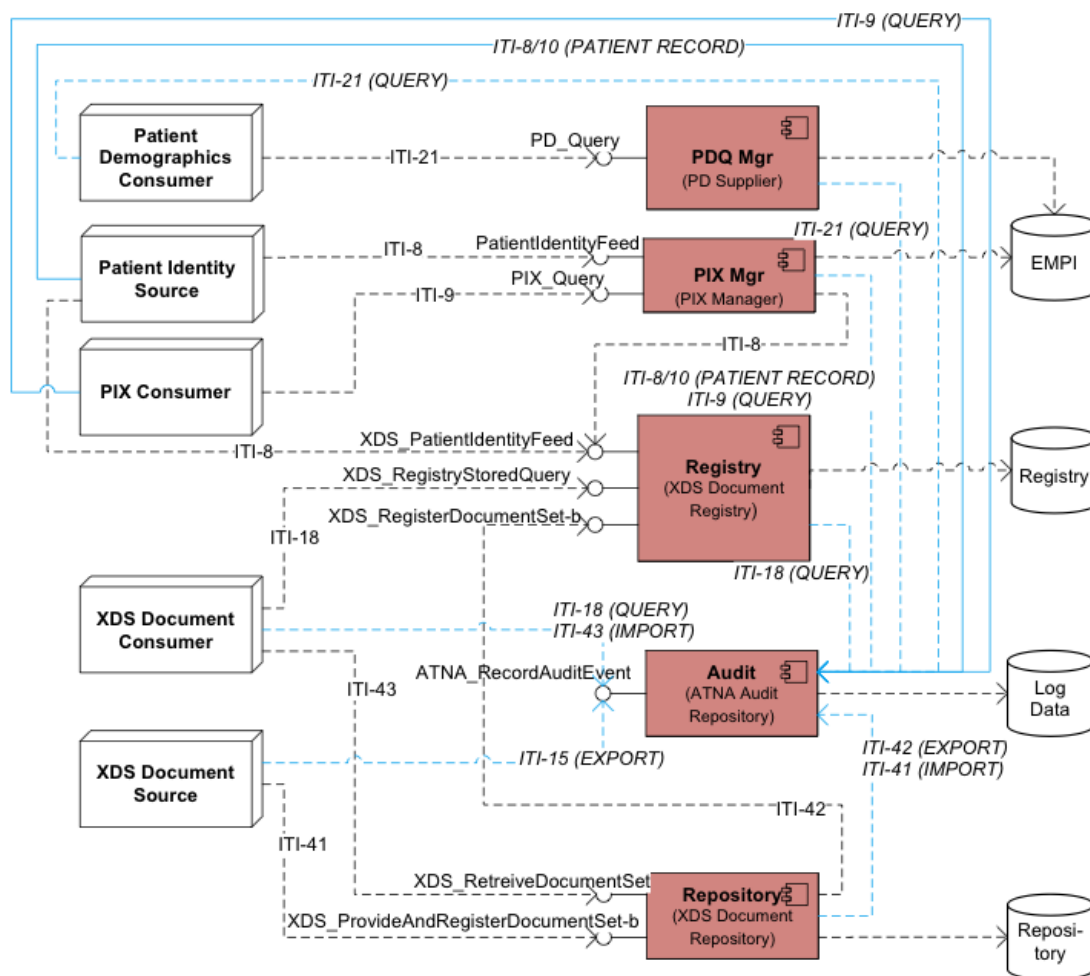 ITI-9 (QUERY)
ITI-8/10 (PATIENT RECORD)
ITI-21 (QUERY)
Patient
Demographics
Consumer
ITI-21
PD_Query
PDQ Mgr
(PD Supplier)
ITI-21 (QUERY)
Patient Identity
Source
ITI-8
PatientIdentityFeed
PIX_Query
ITI-9
PIX Mgr
(PIX Manager)
EMPI
ITI-8
PIX Consumer
ITI-8/10 (PATIENT RECORD)
ITI-9 (QUERY)
ITI-8
XDS_PatientIdentityFeed
XDS_RegistryStoredQuery
XDS_RegisterDocumentSet-b
Registry
(XDS Document
Registry)
Registry
ITI-18
ITI-18 (QUERY)
XDS Document
Consumer
ITI-18 (QUERY)
ITI-43 (IMPORT)
ATNA_RecordAuditEvent
ITI-43
Audit
(ATNA Audit
Repository)
Log
Data
XDS Document
Source
ITI-15 (EXPORT)
ITI-42 (EXPORT)
ITI-41 (IMPORT)
ITI-42
ITI-41
XDS_RetreiveDocumentSet
XDS_ProvideAndRegisterDocumentSet-b
Repository
(XDS Document
Repository)
Reposi-
tory